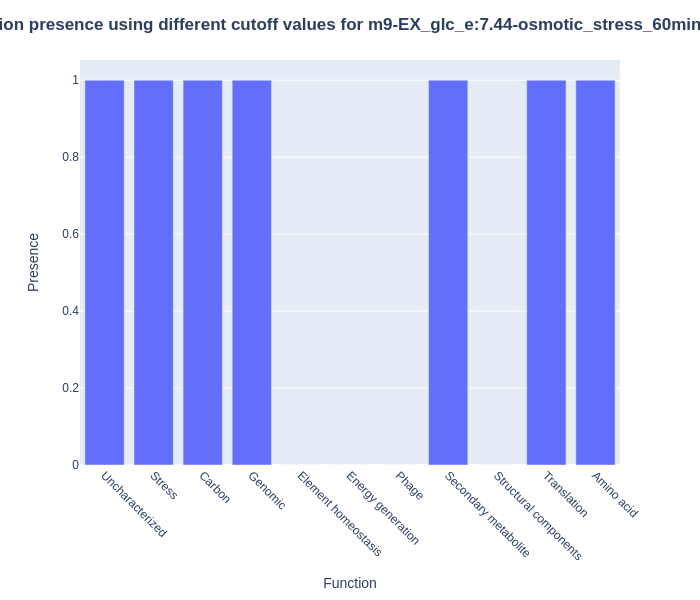 ion presence using different cutoff values for m9-EX_glc_e:7.44-osmotic_stress_60min
1
0.8
0.6
0.4
0.2
0
Presence
Uncharacterized
Stress
Carbon
Genomic
Element homeostasis
Energy generation
Phage
Secondary metabolite
Structural components
Translation
Amino acid
Function